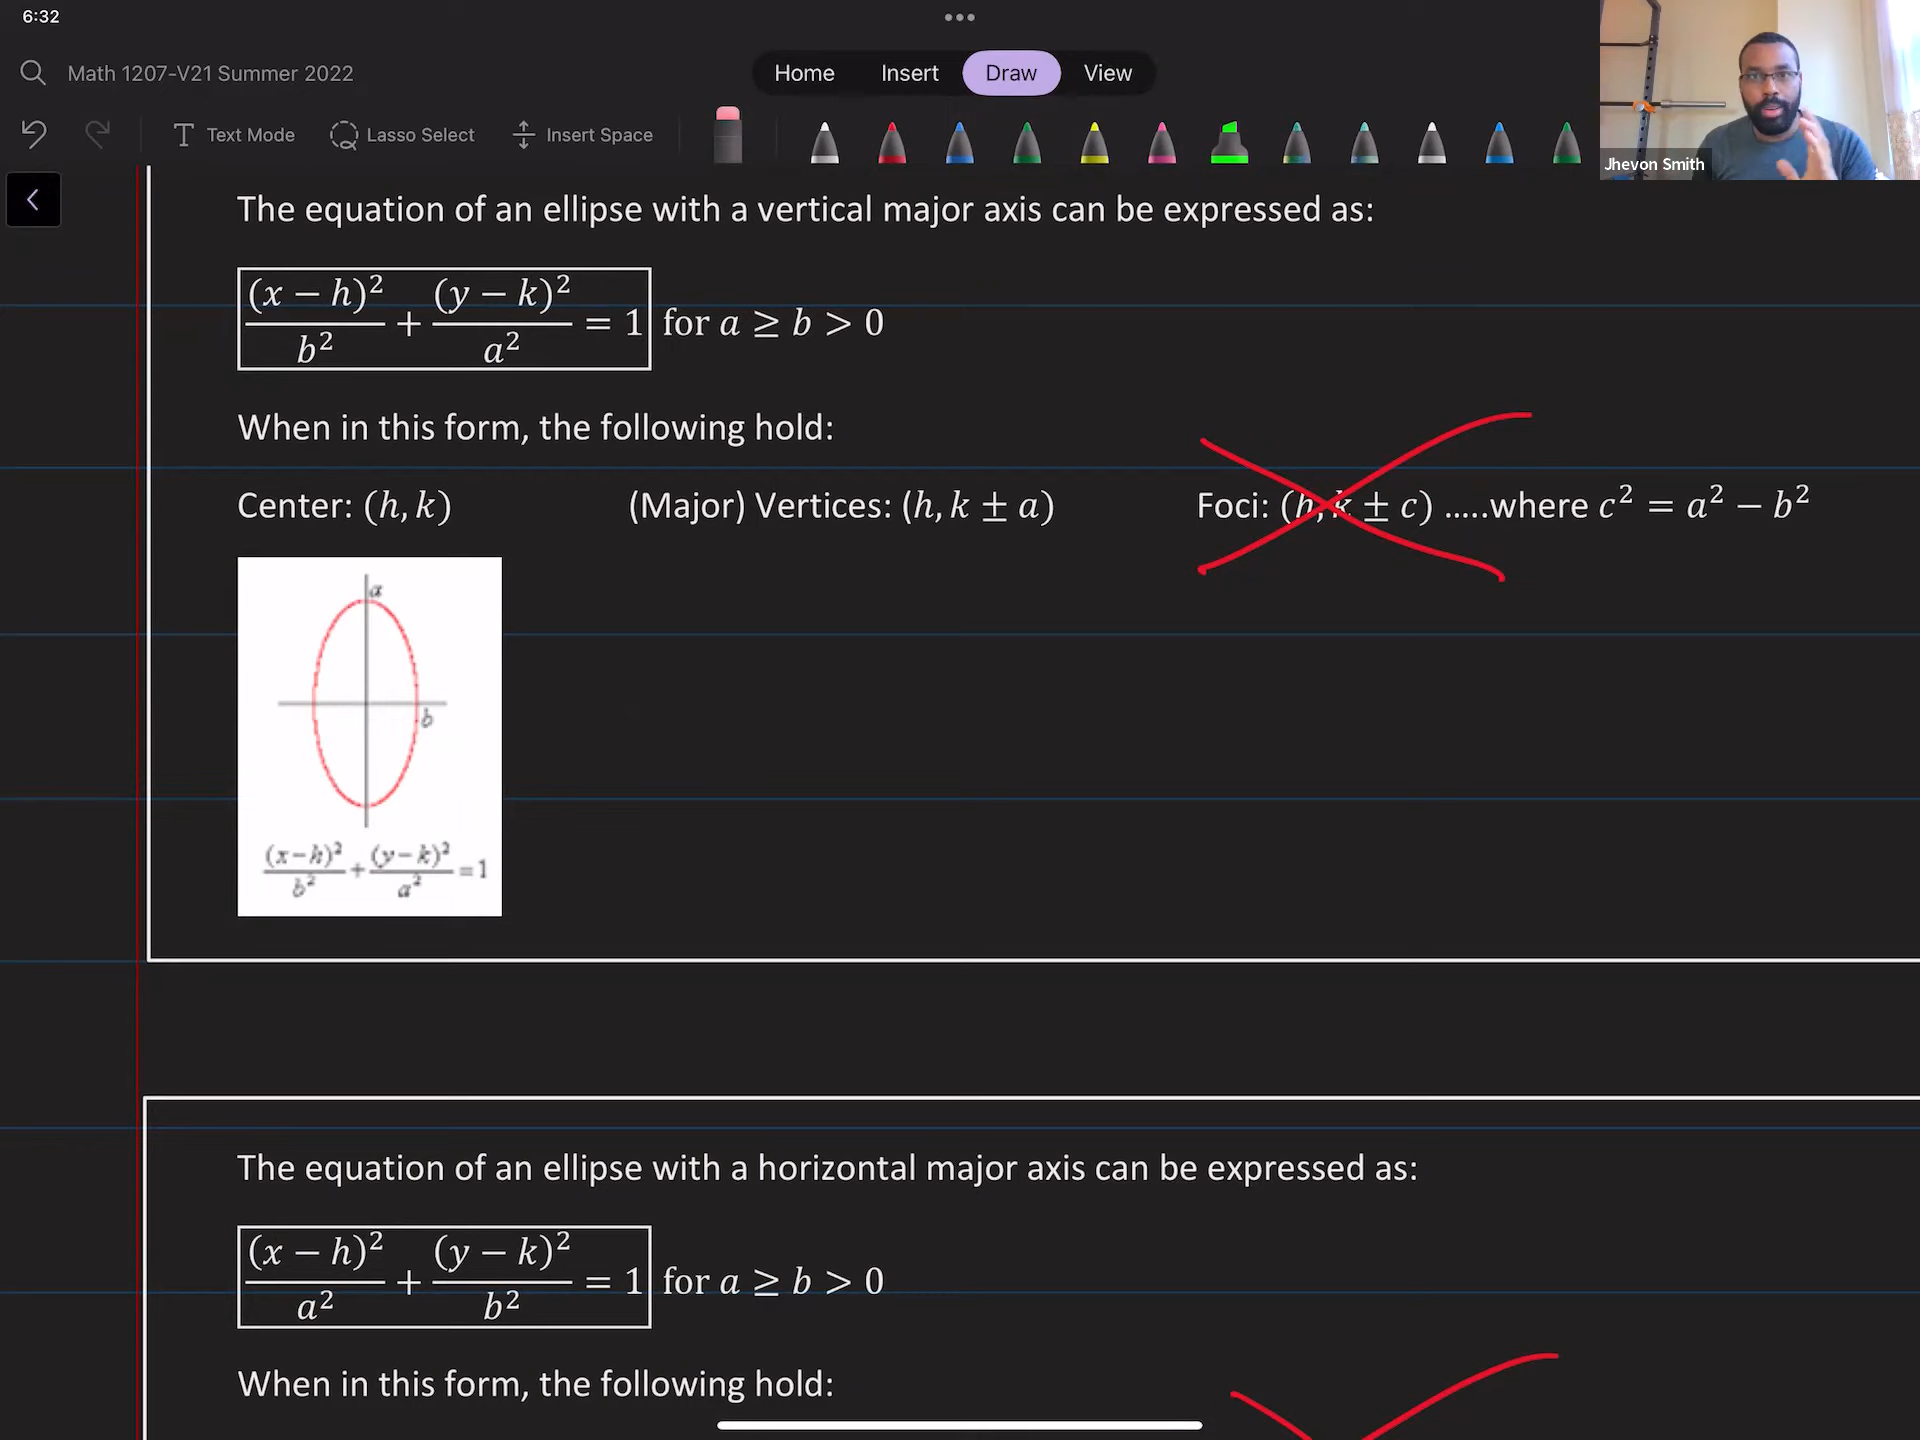 6:32
Math 1207-V21 Summer 2022
Home Insert Draw View
Text Mode Lasso Select Insert Space
Jhevon Smith
The equation of an ellipse with a vertical major axis can be expressed as:
(x − h)²/b² + (y − k)²/a² = 1 for a ≥ b > 0
When in this form, the following hold:
Center: (h, k) (Major) Vertices: (h, k ± a) Foci: (h, k ± c) .....where c² = a² − b²
a
b
(x−h)²/b² + (y−k)²/a² = 1
The equation of an ellipse with a horizontal major axis can be expressed as:
(x − h)²/a² + (y − k)²/b² = 1 for a ≥ b > 0
When in this form, the following hold: